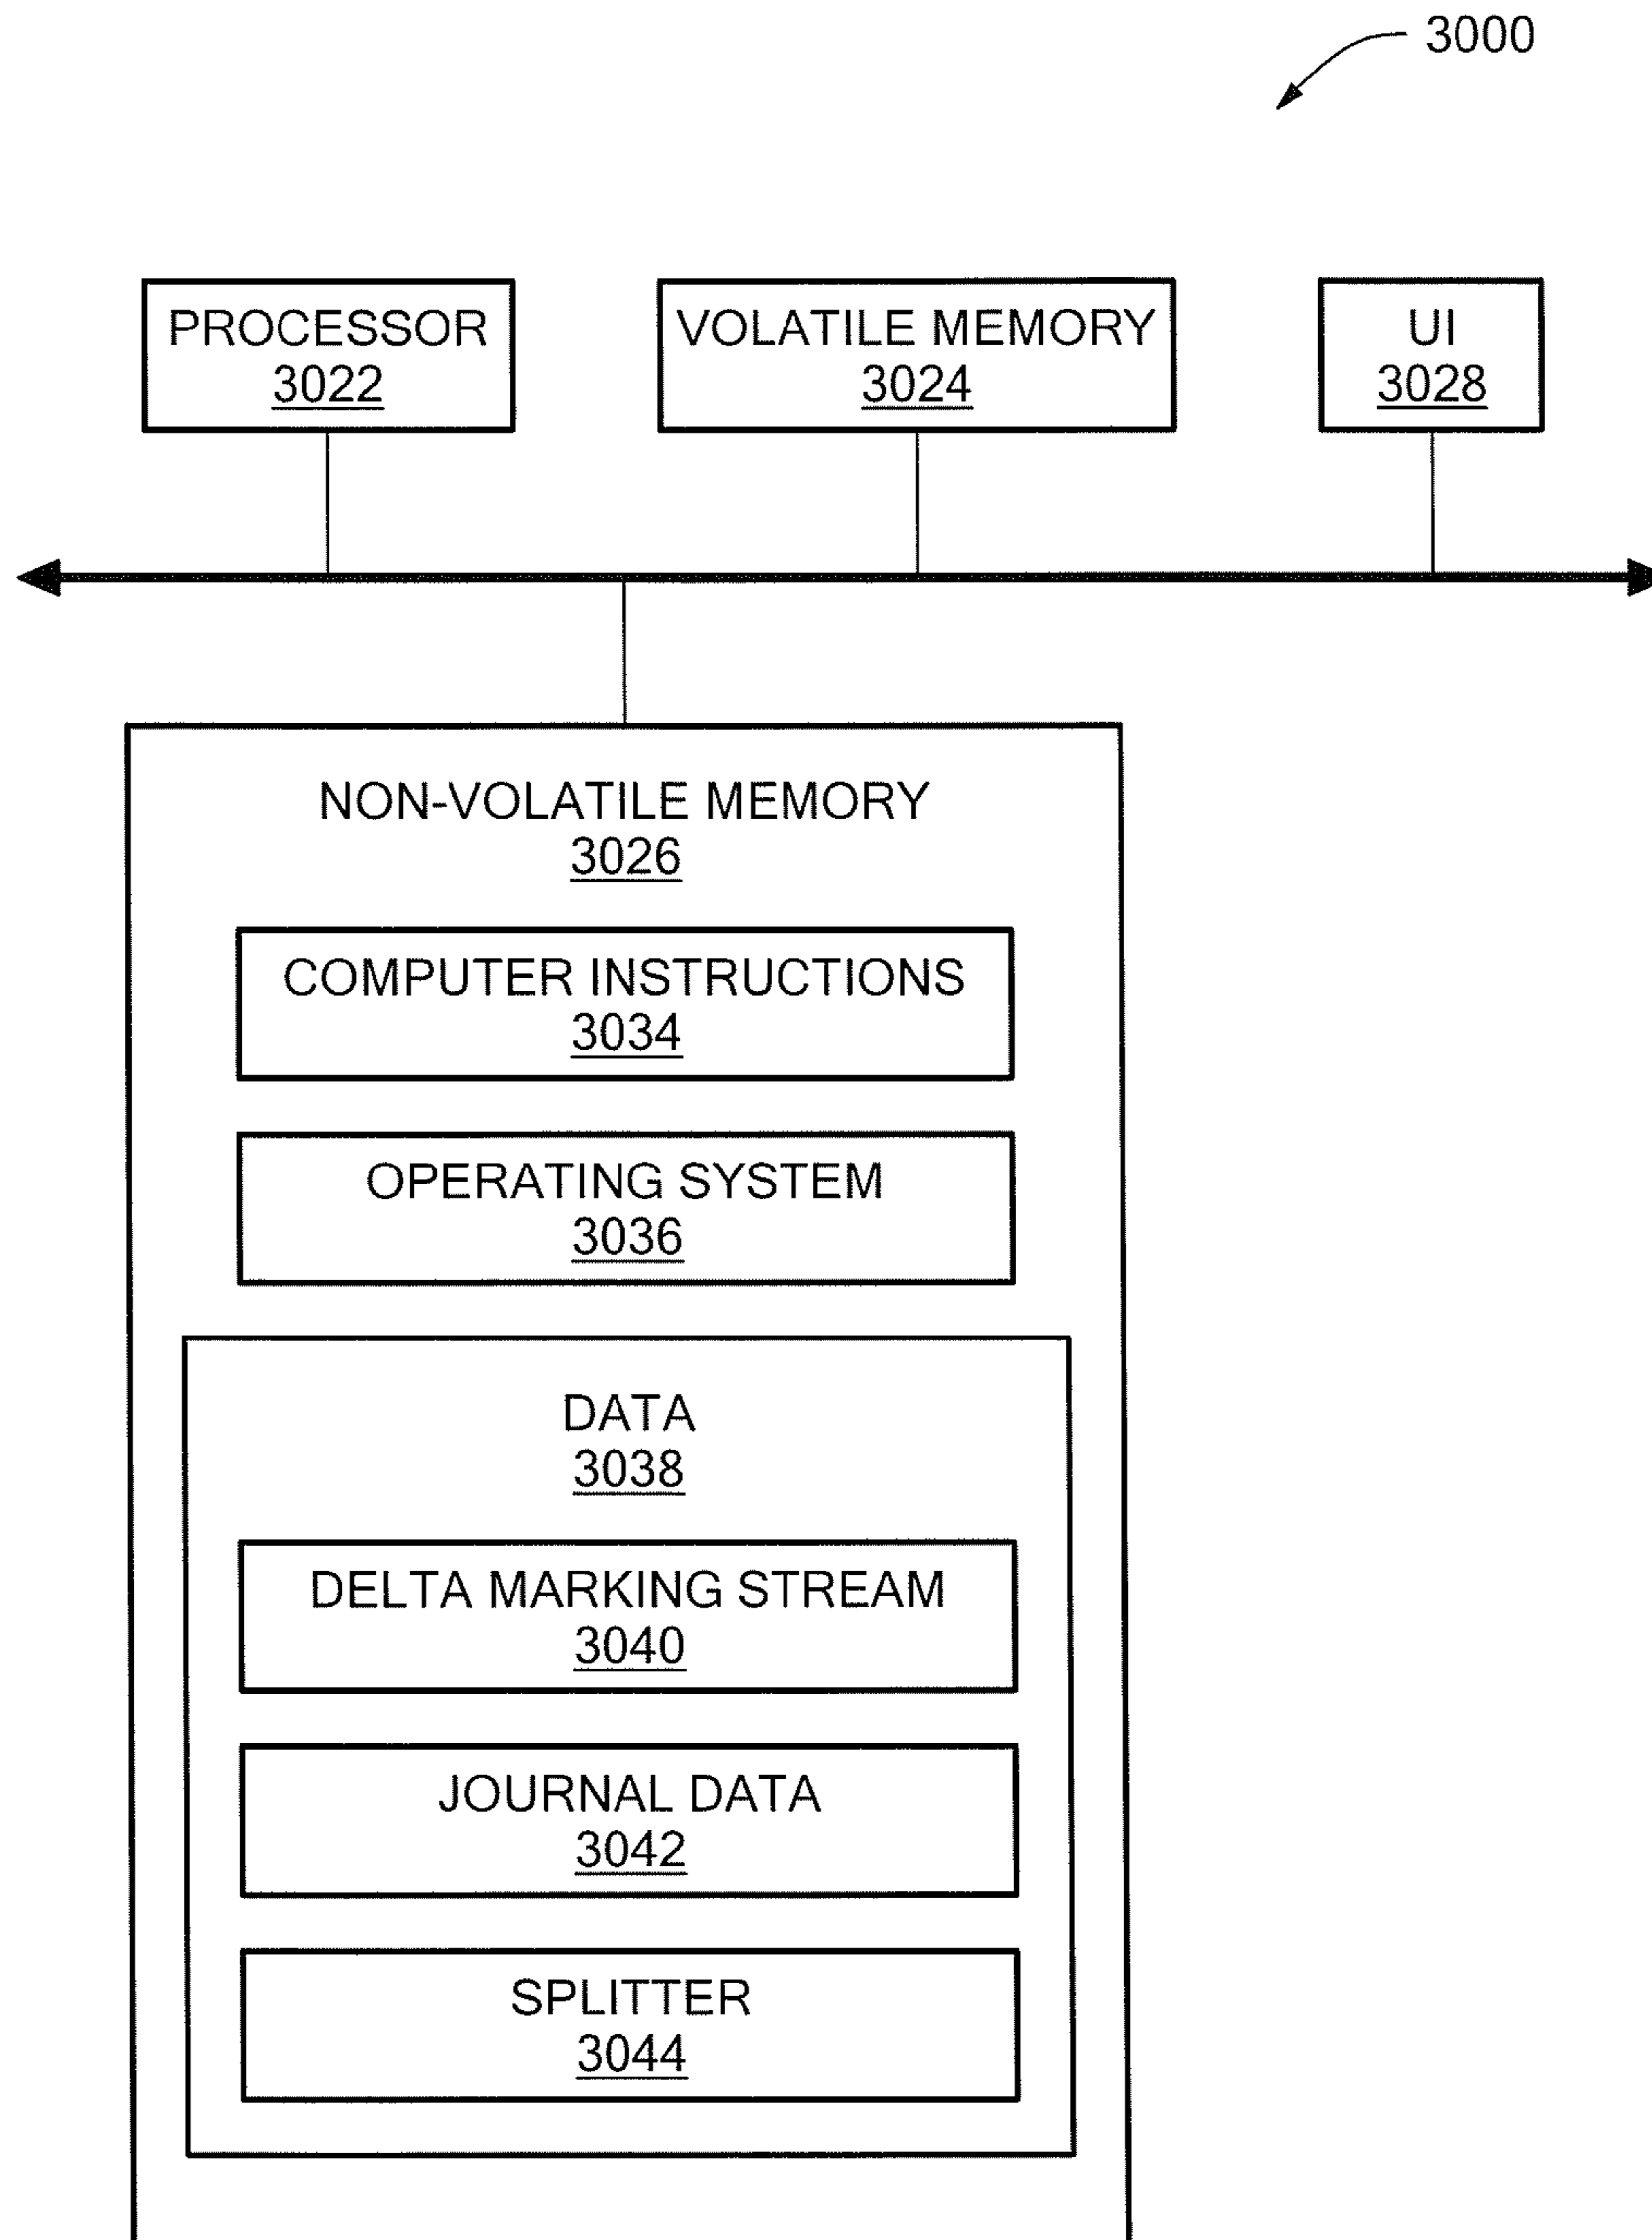 3000
PROCESSOR
3022
VOLATILE MEMORY
3024
UI
3028
NON-VOLATILE MEMORY
3026
COMPUTER INSTRUCTIONS
3034
OPERATING SYSTEM
3036
DATA
3038
DELTA MARKING STREAM
3040
JOURNAL DATA
3042
SPLITTER
3044